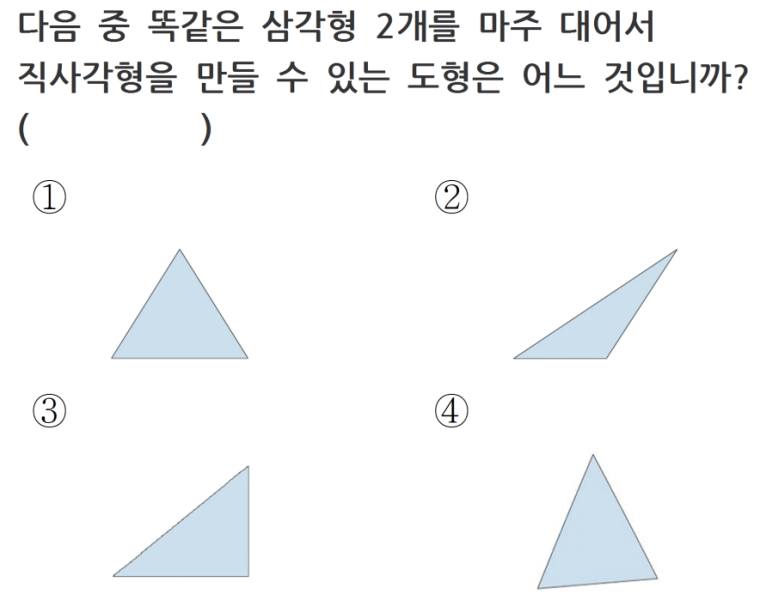 다음 중 똑같은 삼각형 2개를 마주 대어서
직사각형을 만들 수 있는 도형은 어느 것입니까?
( )
① ②
③ ④